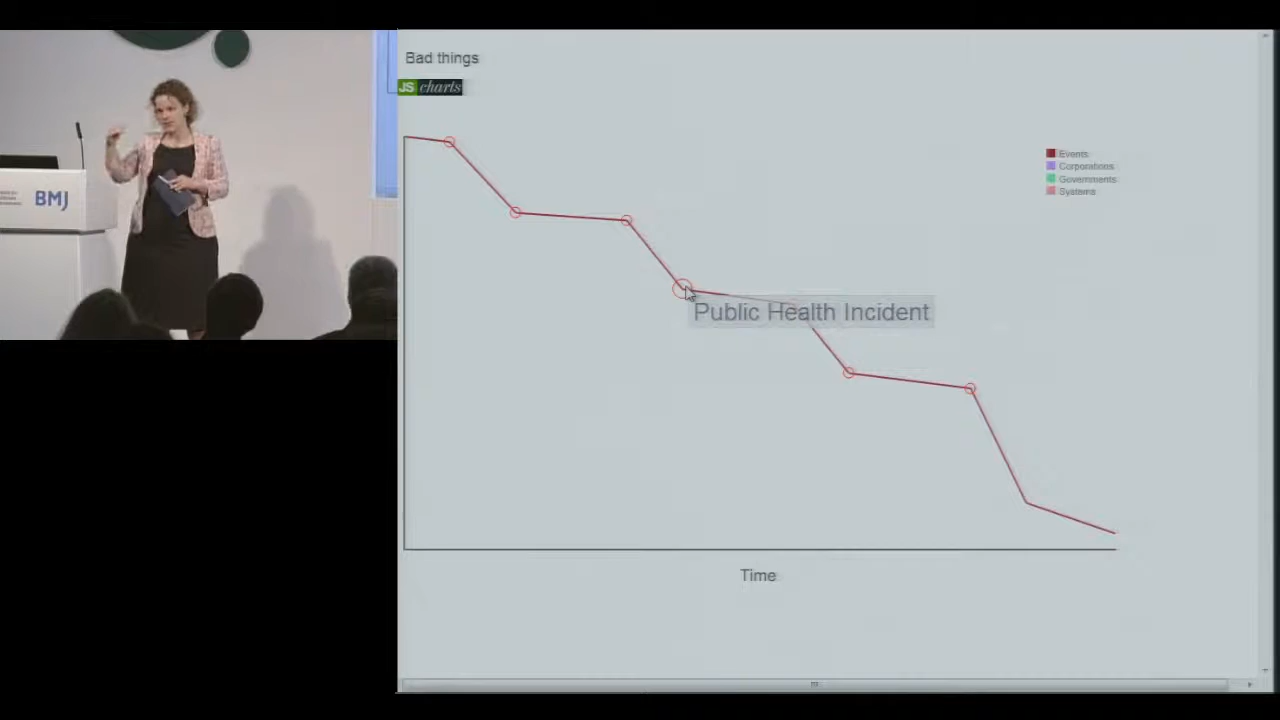 Bad things
JS charts
Events
Corporations
Governments
Systems
Public Health Incident
Time
BMJ